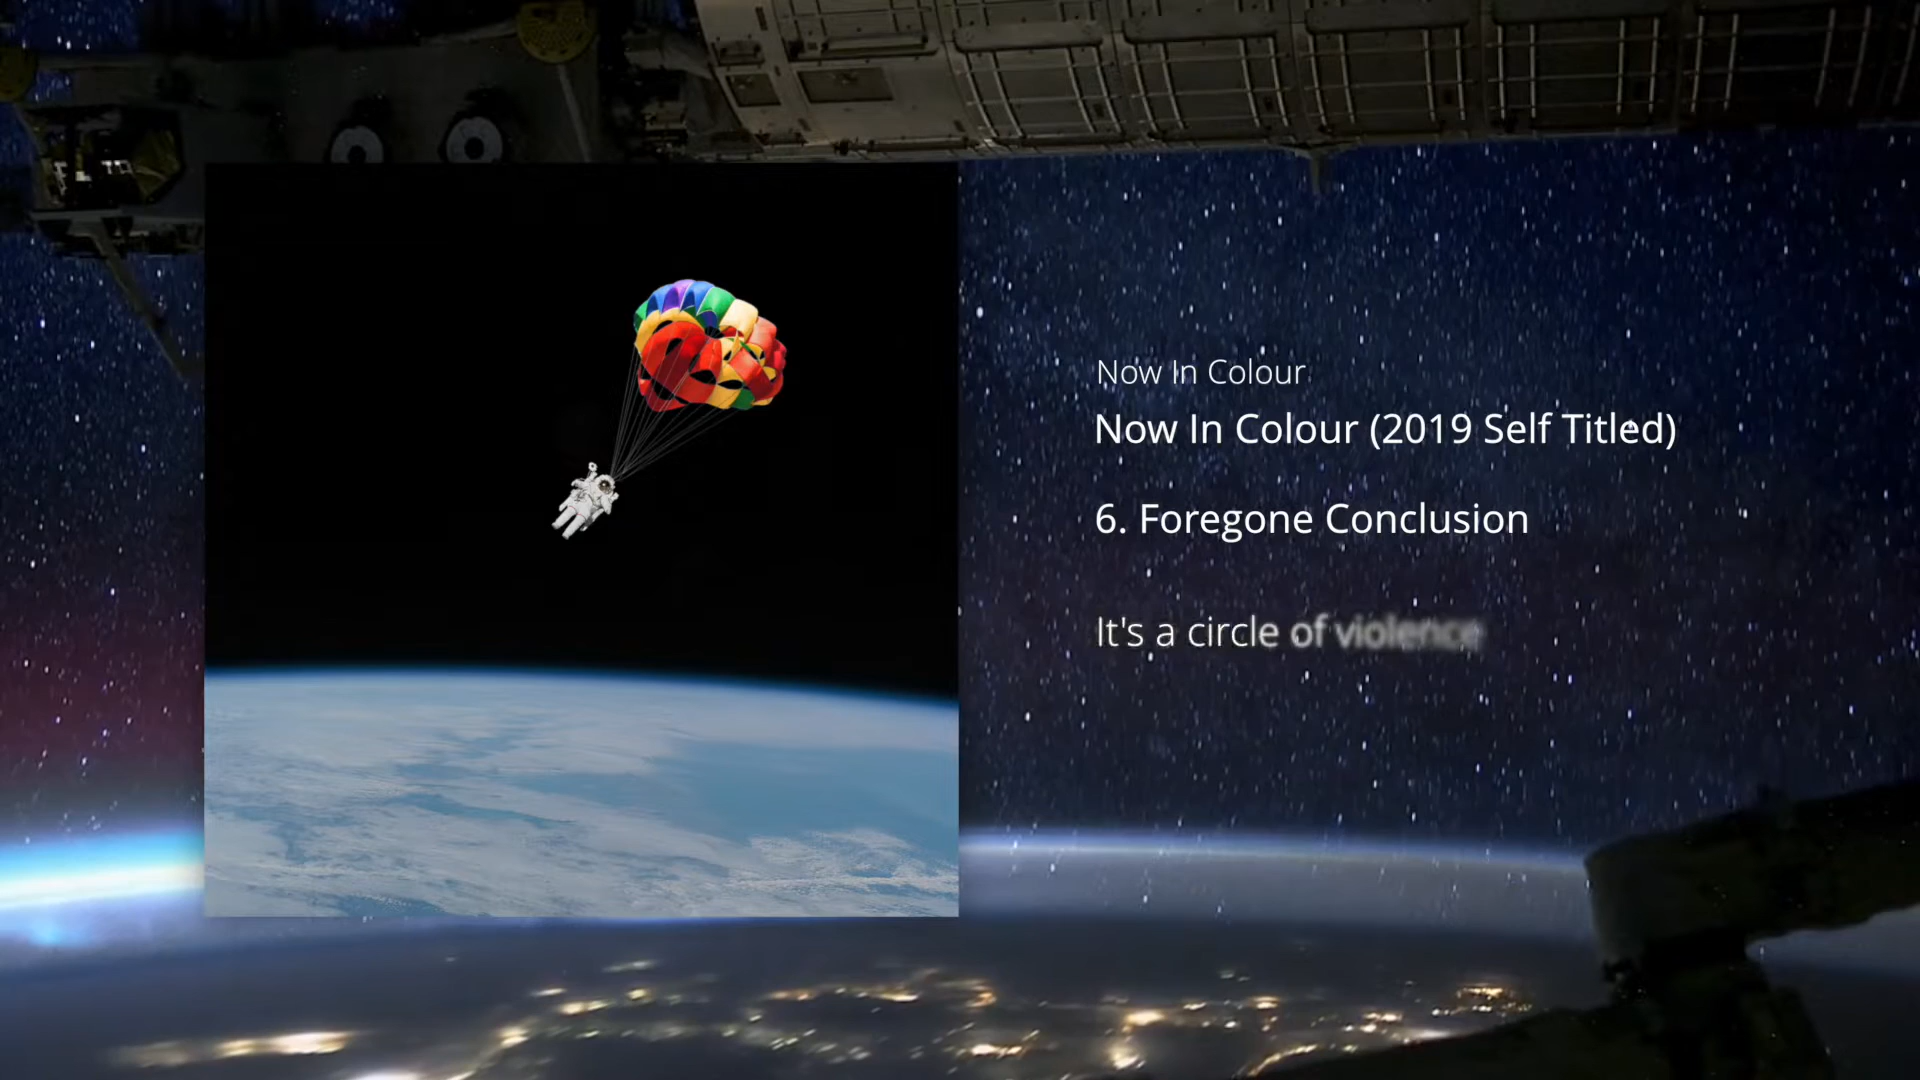 Now In Colour
Now In Colour (2019 Self Titled)
6. Foregone Conclusion
It's a circle of violence